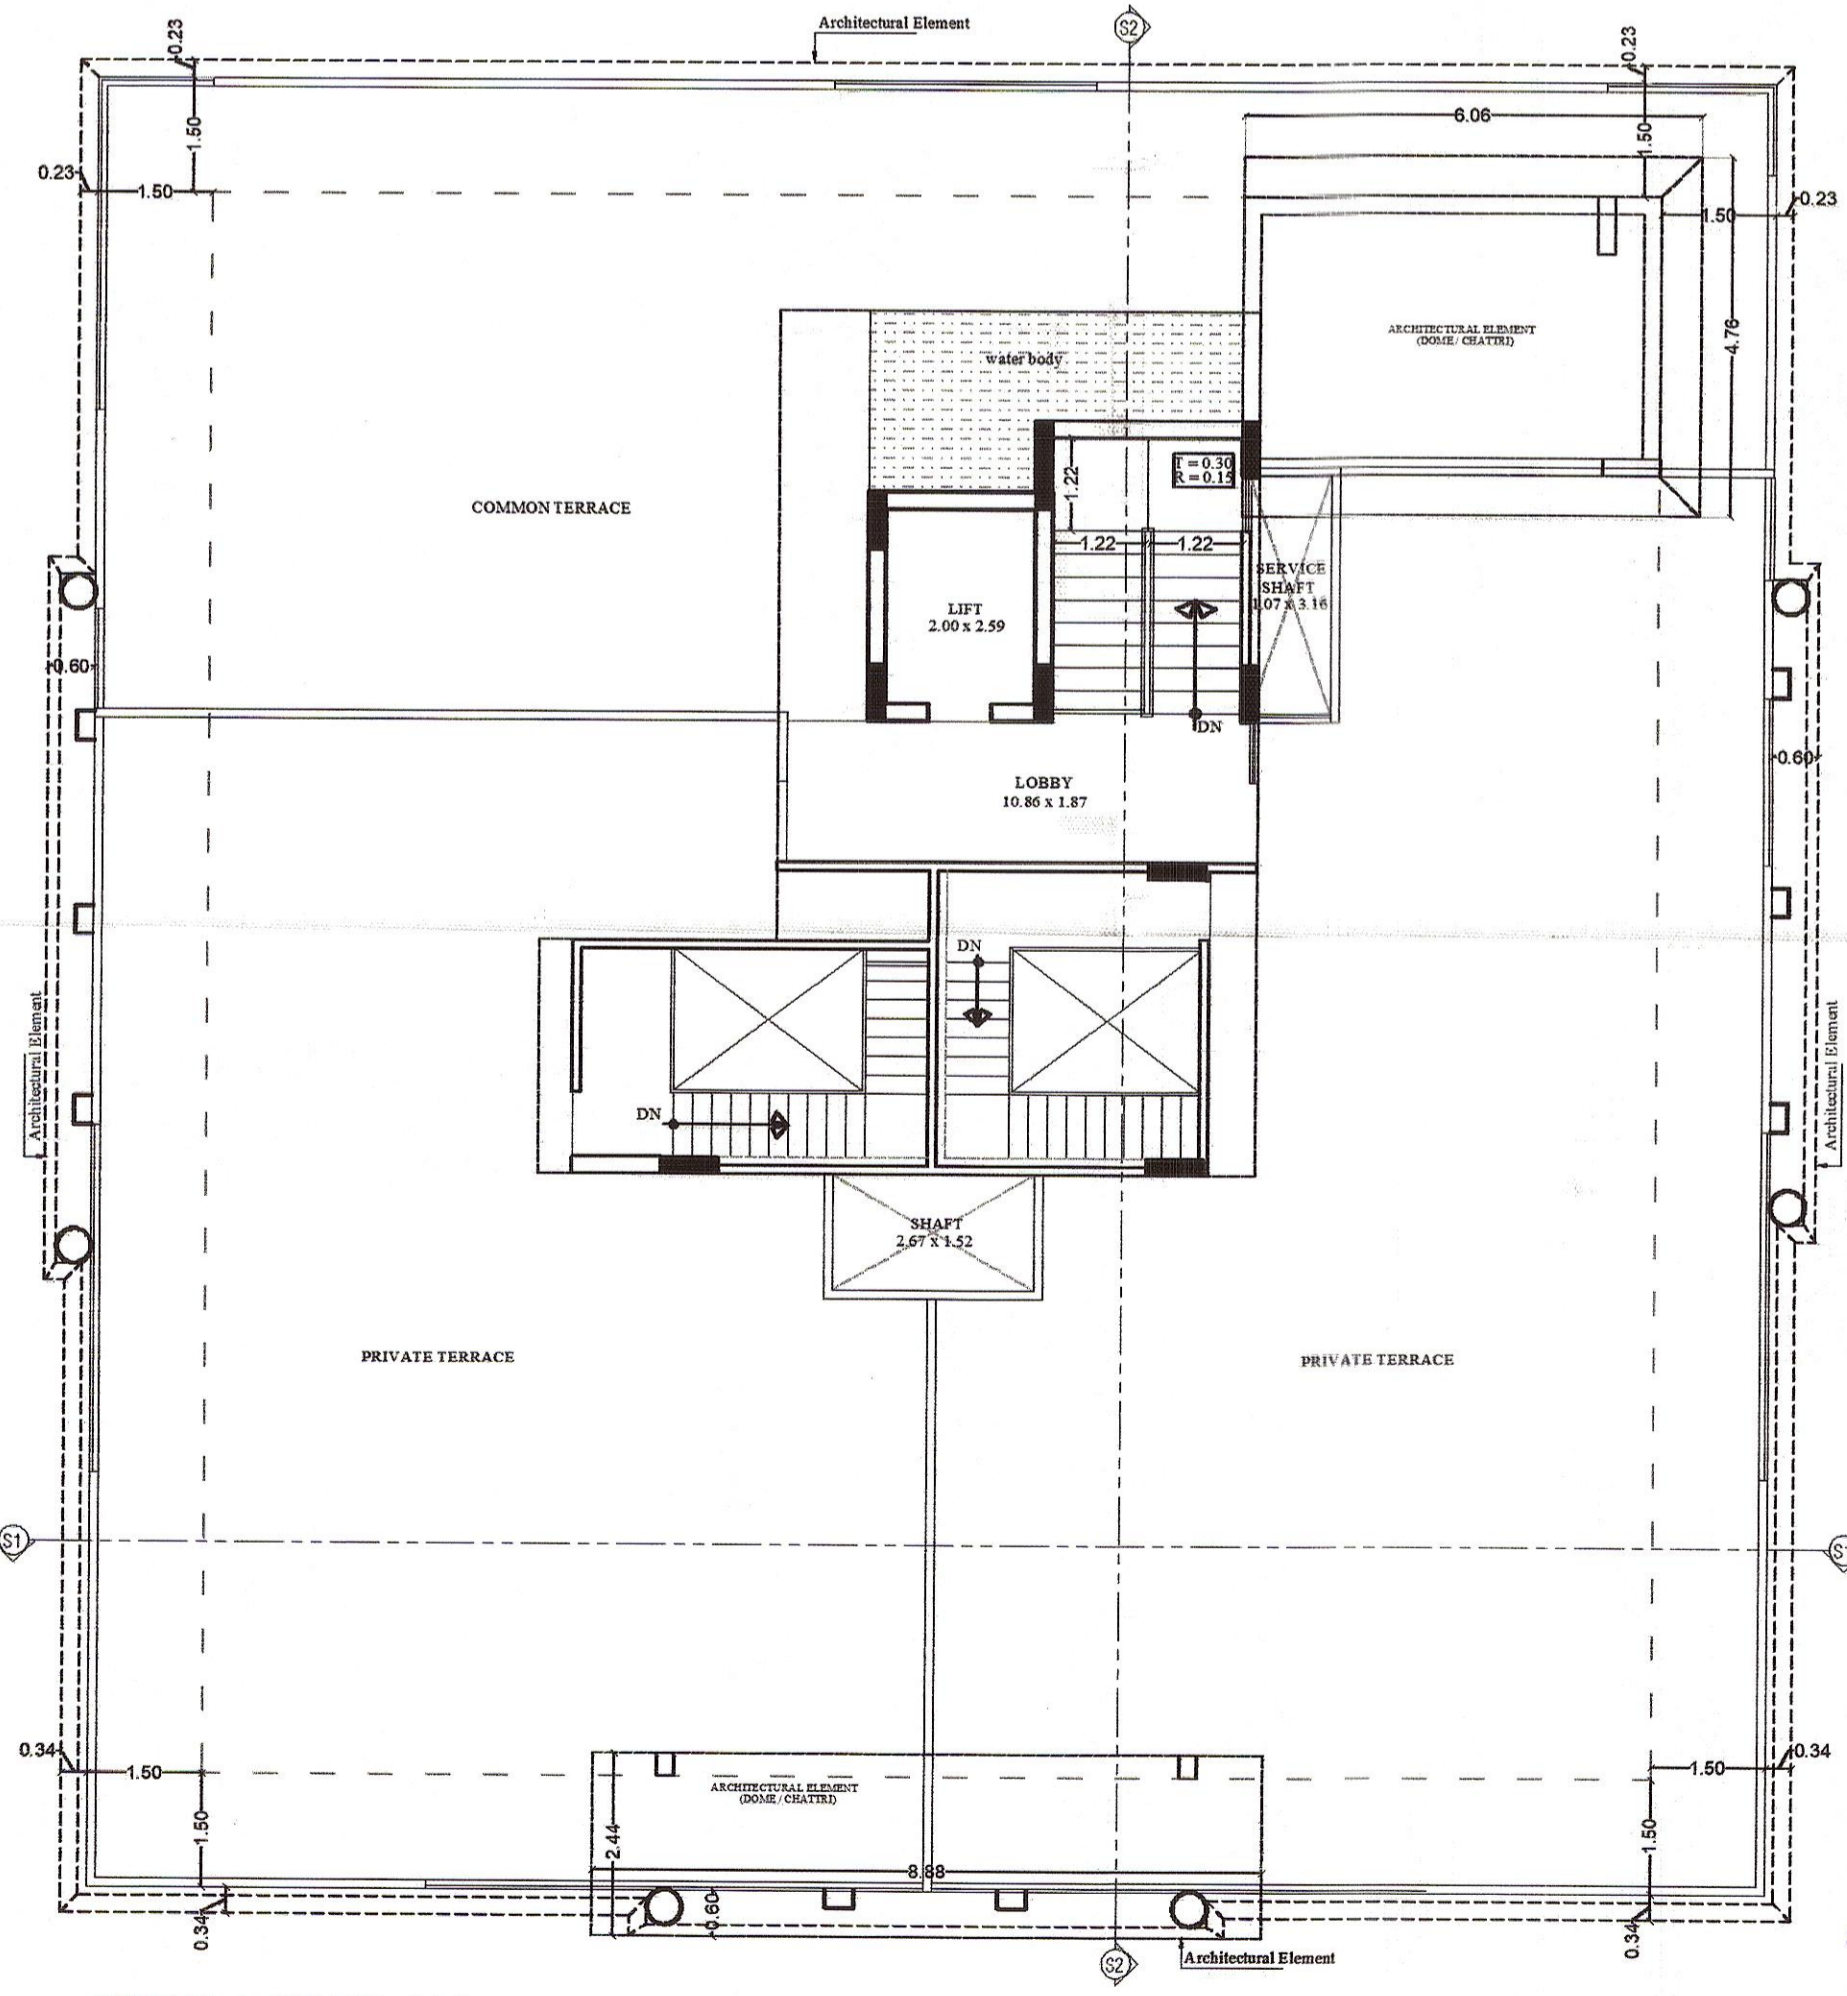 Architectural Element
S2
0.23
0.23
1.50
6.06
1.50
0.23
1.50
0.23
1.50
ARCHITECTURAL ELEMENT
(DOME / CHATTRI)
4.76
water body
T = 0.30
R = 0.15
1.22
COMMON TERRACE
1.22
1.22
SERVICE
SHAFT
1.07 x 3.16
LIFT
2.00 x 2.59
0.60
DN
0.60
LOBBY
10.86 x 1.87
DN
Architectural Element
Architectural Element
DN
SHAFT
2.67 x 1.52
PRIVATE TERRACE
PRIVATE TERRACE
S1
0.34
1.50
0.34
1.50
ARCHITECTURAL ELEMENT
(DOME / CHATTRI)
1.50
2.44
1.50
8.88
0.60
0.34
0.34
Architectural Element
S2